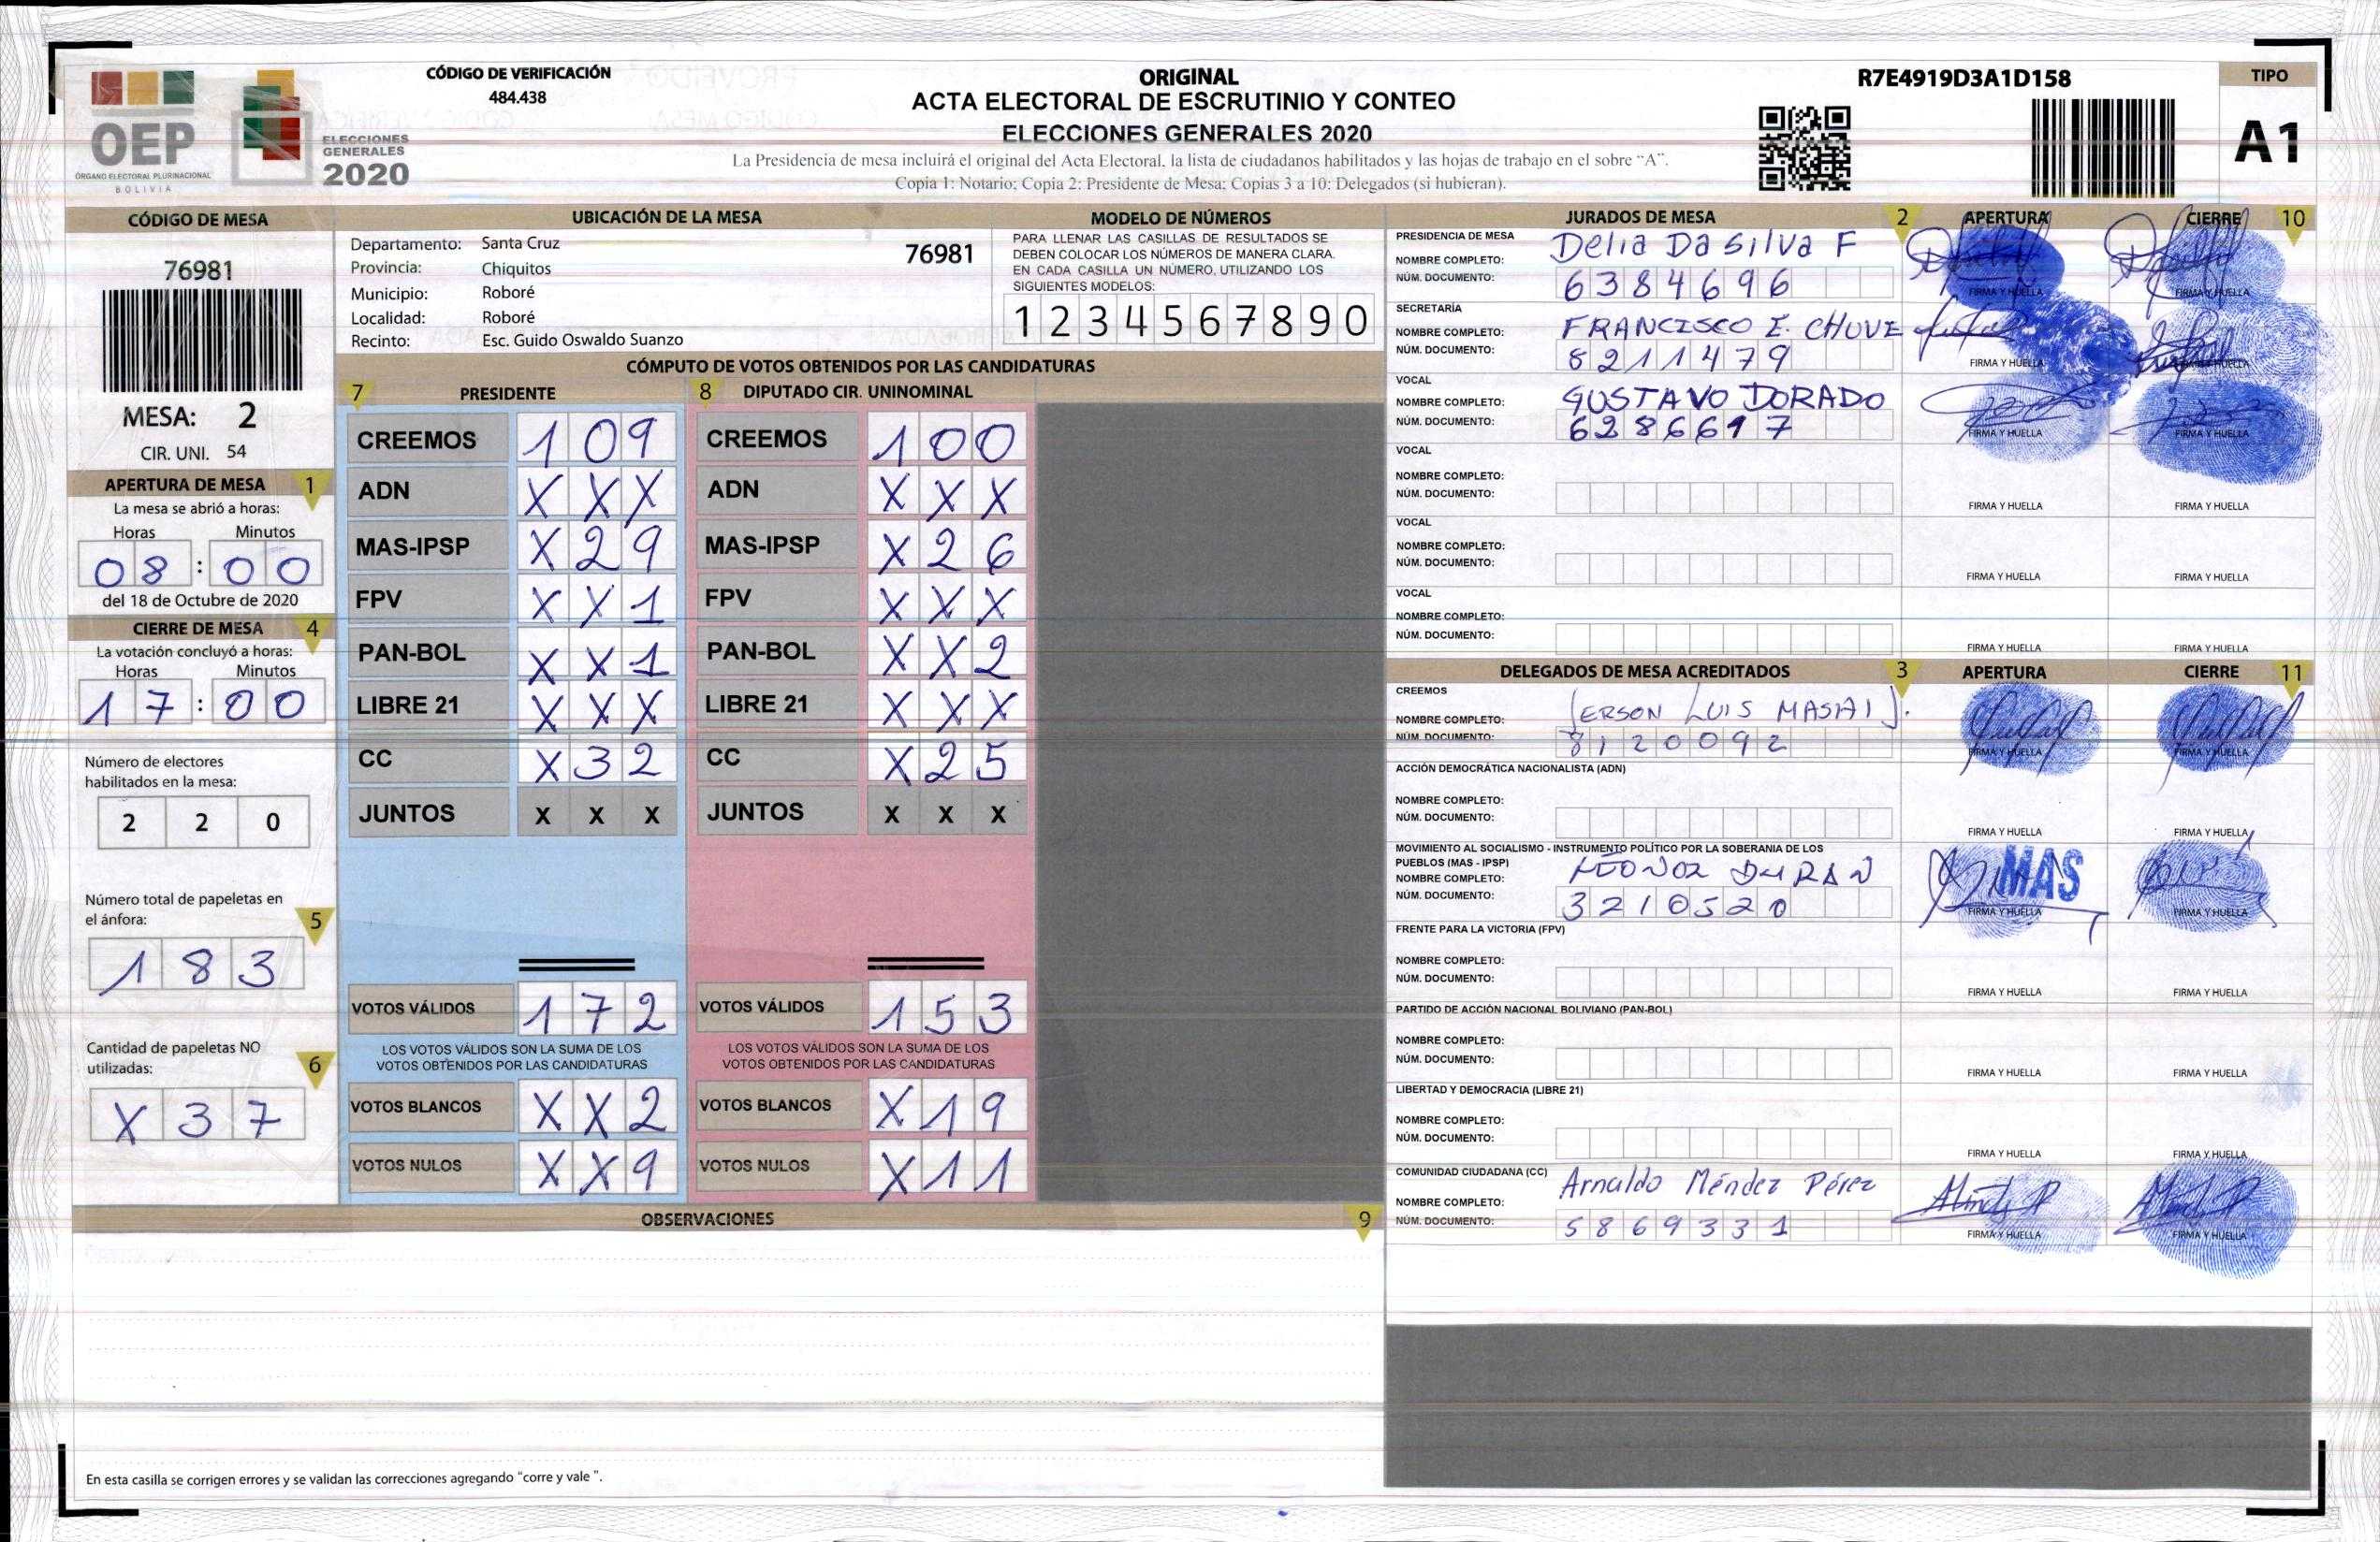 CÓDIGO DE VERIFICACIÓN
484.438
OEP
ÓRGANO ELECTORAL PLURINACIONAL
BOLIVIA
ELECCIONES
GENERALES
2020
ORIGINAL
ACTA ELECTORAL DE ESCRUTINIO Y CONTEO
ELECCIONES GENERALES 2020
La Presidencia de mesa incluirá el original del Acta Electoral, la lista de ciudadanos habilitados y las hojas de trabajo en el sobre "A".
Copia 1: Notario; Copia 2: Presidente de Mesa; Copias 3 a 10: Delegados (si hubieran).
R7E4919D3A1D158
TIPO
A1
CÓDIGO DE MESA
76981
MESA: 2
CIR. UNI. 54
APERTURA DE MESA 1
La mesa se abrió a horas:
Horas Minutos
08 : 00
del 18 de Octubre de 2020
CIERRE DE MESA 4
La votación concluyó a horas:
Horas Minutos
17 : 00
Número de electores
habilitados en la mesa:
2 2 0
Número total de papeletas en
el ánfora: 5
1 8 3
Cantidad de papeletas NO
utilizadas: 6
X 3 7
UBICACIÓN DE LA MESA
Departamento: Santa Cruz 76981
Provincia: Chiquitos
Municipio: Roboré
Localidad: Roboré
Recinto: Esc. Guido Oswaldo Suanzo
MODELO DE NÚMEROS
PARA LLENAR LAS CASILLAS DE RESULTADOS SE
DEBEN COLOCAR LOS NÚMEROS DE MANERA CLARA.
EN CADA CASILLA UN NÚMERO, UTILIZANDO LOS
SIGUIENTES MODELOS:
1 2 3 4 5 6 7 8 9 0
CÓMPUTO DE VOTOS OBTENIDOS POR LAS CANDIDATURAS
7 PRESIDENTE
CREEMOS 1 0 9
ADN X X X
MAS-IPSP X 2 9
FPV X X 1
PAN-BOL X X 1
LIBRE 21 X X X
CC X 3 2
JUNTOS X X X
VOTOS VÁLIDOS 1 7 2
LOS VOTOS VÁLIDOS SON LA SUMA DE LOS
VOTOS OBTENIDOS POR LAS CANDIDATURAS
VOTOS BLANCOS X X 2
VOTOS NULOS X X 9
8 DIPUTADO CIR. UNINOMINAL
CREEMOS 1 0 0
ADN X X X
MAS-IPSP X 2 6
FPV X X X
PAN-BOL X X 2
LIBRE 21 X X X
CC X 2 5
JUNTOS X X X
VOTOS VÁLIDOS 1 5 3
LOS VOTOS VÁLIDOS SON LA SUMA DE LOS
VOTOS OBTENIDOS POR LAS CANDIDATURAS
VOTOS BLANCOS X 1 9
VOTOS NULOS X 1 1
OBSERVACIONES 9
En esta casilla se corrigen errores y se validan las correcciones agregando "corre y vale ".
JURADOS DE MESA 2 APERTURA CIERRE 10
PRESIDENCIA DE MESA
NOMBRE COMPLETO: Delia Da Silva F
NÚM. DOCUMENTO: 6384696
FIRMA Y HUELLA FIRMA Y HUELLA
SECRETARÍA
NOMBRE COMPLETO: FRANCISCO E. CHUVE
NÚM. DOCUMENTO: 8211479
FIRMA Y HUELLA FIRMA Y HUELLA
VOCAL
NOMBRE COMPLETO: GUSTAVO DORADO
NÚM. DOCUMENTO: 6286617
FIRMA Y HUELLA FIRMA Y HUELLA
VOCAL
NOMBRE COMPLETO:
NÚM. DOCUMENTO:
FIRMA Y HUELLA FIRMA Y HUELLA
VOCAL
NOMBRE COMPLETO:
NÚM. DOCUMENTO:
FIRMA Y HUELLA FIRMA Y HUELLA
VOCAL
NOMBRE COMPLETO:
NÚM. DOCUMENTO:
FIRMA Y HUELLA FIRMA Y HUELLA
DELEGADOS DE MESA ACREDITADOS 3 APERTURA CIERRE 11
CREEMOS
NOMBRE COMPLETO: LUIS MASAI J.
NÚM. DOCUMENTO: 8120092
FIRMA Y HUELLA FIRMA Y HUELLA
ACCIÓN DEMOCRÁTICA NACIONALISTA (ADN)
NOMBRE COMPLETO:
NÚM. DOCUMENTO:
FIRMA Y HUELLA FIRMA Y HUELLA
MOVIMIENTO AL SOCIALISMO - INSTRUMENTO POLÍTICO POR LA SOBERANIA DE LOS
PUEBLOS (MAS - IPSP)
NOMBRE COMPLETO: LEONOR DURAN
NÚM. DOCUMENTO: 3210520
MAS
FIRMA Y HUELLA FIRMA Y HUELLA
FRENTE PARA LA VICTORIA (FPV)
NOMBRE COMPLETO:
NÚM. DOCUMENTO:
FIRMA Y HUELLA FIRMA Y HUELLA
PARTIDO DE ACCIÓN NACIONAL BOLIVIANO (PAN-BOL)
NOMBRE COMPLETO:
NÚM. DOCUMENTO:
FIRMA Y HUELLA FIRMA Y HUELLA
LIBERTAD Y DEMOCRACIA (LIBRE 21)
NOMBRE COMPLETO:
NÚM. DOCUMENTO:
FIRMA Y HUELLA FIRMA Y HUELLA
COMUNIDAD CIUDADANA (CC)
NOMBRE COMPLETO: Arnaldo Méndez Pérez
NÚM. DOCUMENTO: 5869331
FIRMA Y HUELLA FIRMA Y HUELLA